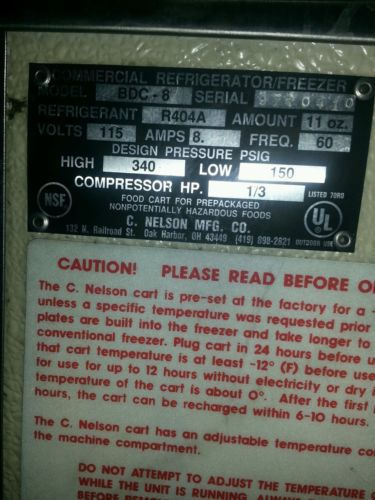 COMMERCIAL REFRIGERATOR/FREEZER
MODEL BDC-8 SERIAL
REFRIGERANT R404A AMOUNT 11 oz.
VOLTS 115 AMPS 8. FREQ. 60
DESIGN PRESSURE PSIG
HIGH 340 LOW 150
COMPRESSOR HP. 1/3 LISTED 78RD
NSF FOOD CART FOR PREPACKAGED UL
NONPOTENTIALLY HAZARDOUS FOODS
C. NELSON MFG. CO.
132 N. Railroad St. Oak Harbor, OH 43449 (419) 898-2821 OUTDOOR USE
CAUTION! PLEASE READ BEFORE
The C. Nelson cart is pre-set at the factory for a -
unless a specific temperature was requested prior
plates are built into the freezer and take longer to
conventional freezer. Plug cart in 24 hours before
that cart temperature is at least -12° (F) before use
for use for up to 12 hours without electricity or dry
temperature of the cart is about 0°. After the first
hours, the cart can be recharged within 6-10 hours.
The C. Nelson cart has an adjustable temperature
the machine compartment.
DO NOT ATTEMPT TO ADJUST THE TEMPERATURE
WHILE THE UNIT IS RUNNING.